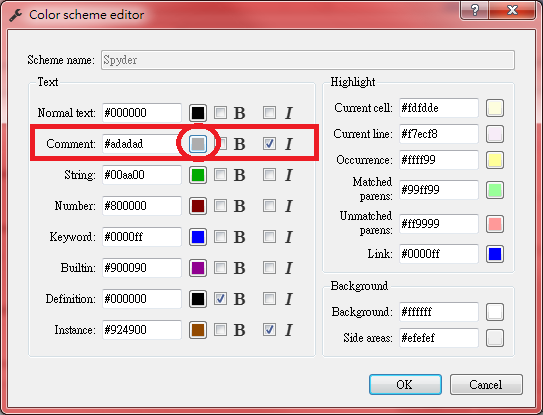 Color scheme editor
Scheme name: Spyder
Text
Normal text: #000000 B I
Comment: #adadad B I
String: #00aa00 B I
Number: #800000 B I
Keyword: #0000ff B I
Builtin: #900090 B I
Definition: #000000 B I
Instance: #924900 B I
Highlight
Current cell: #fdfdde
Current line: #f7ecf8
Occurrence: #ffff99
Matched
parens: #99ff99
Unmatched
parens: #ff9999
Link: #0000ff
Background
Background: #ffffff
Side areas: #efefef
OK Cancel